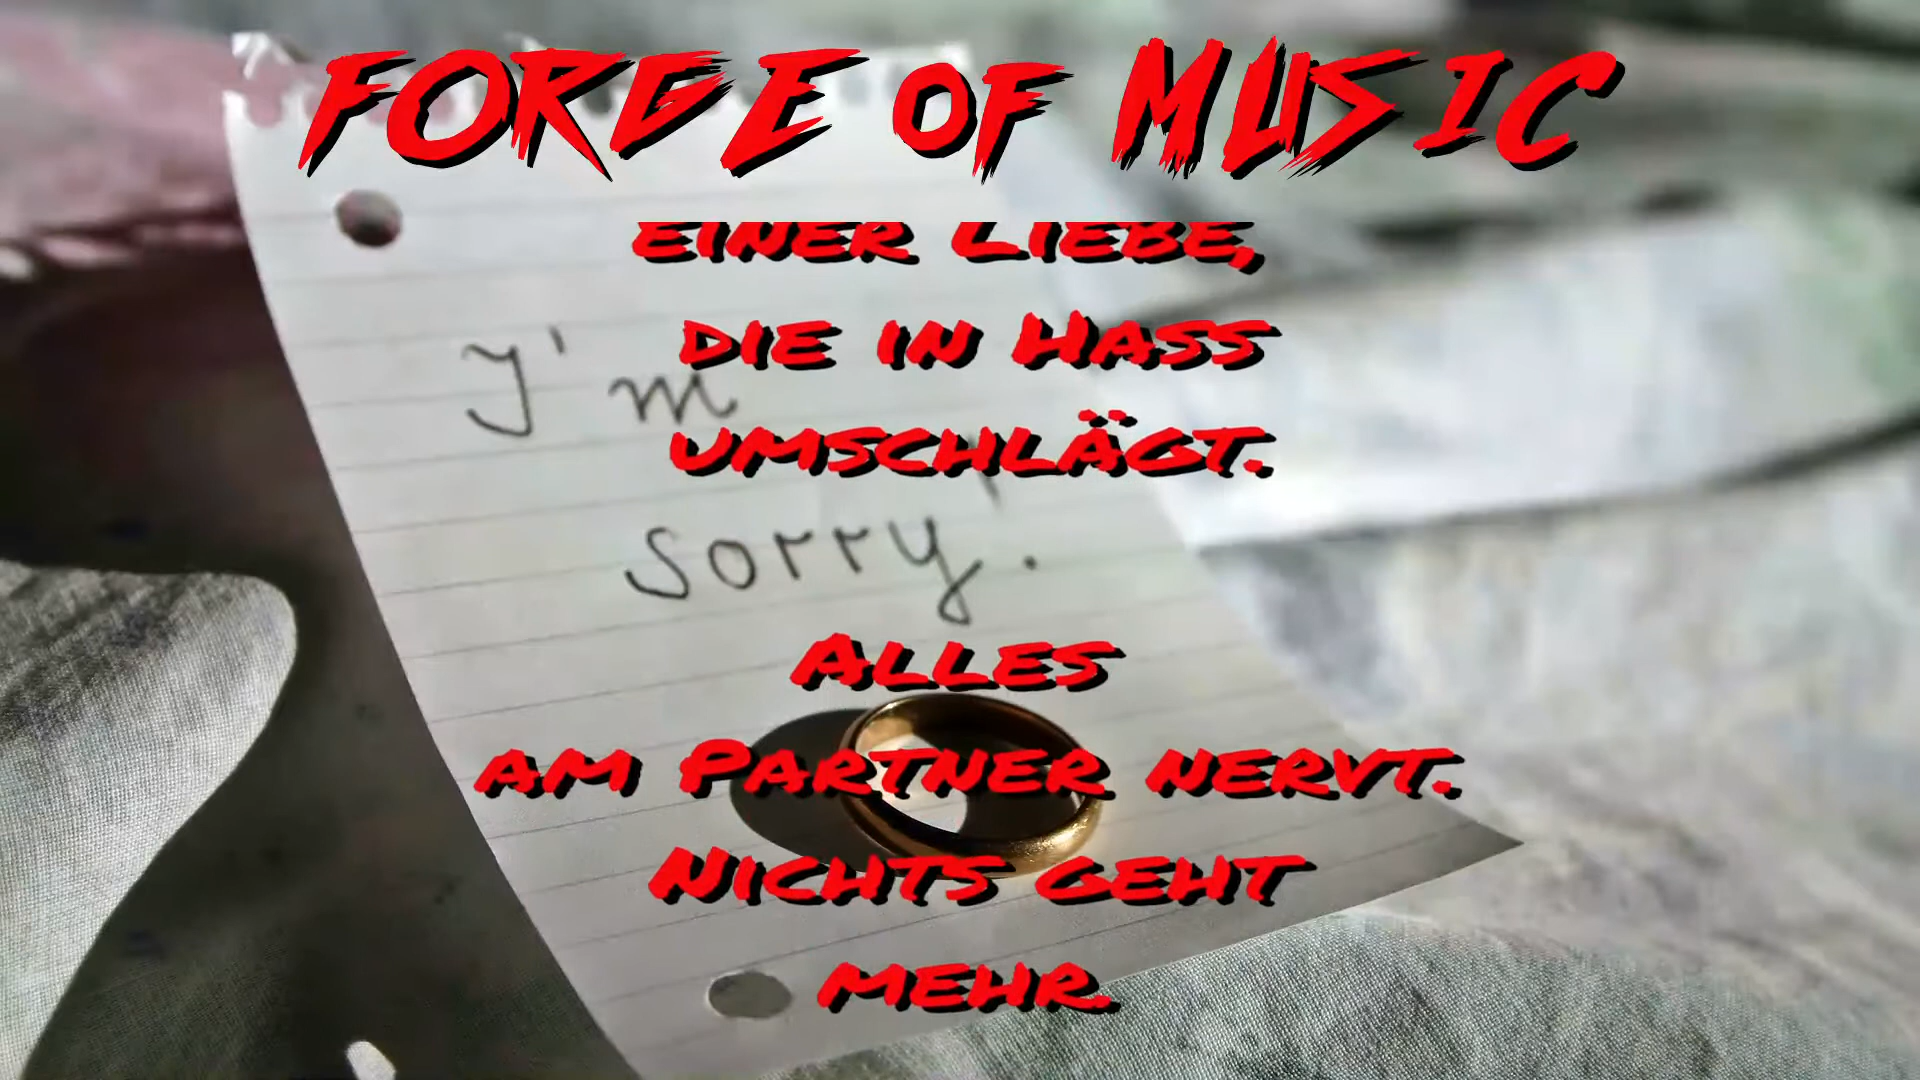 FORGE OF MUSIC
einer Liebe,
die in Hass
umschlägt.
I'm
sorry!
Alles
am Partner nervt.
Nichts geht
mehr.